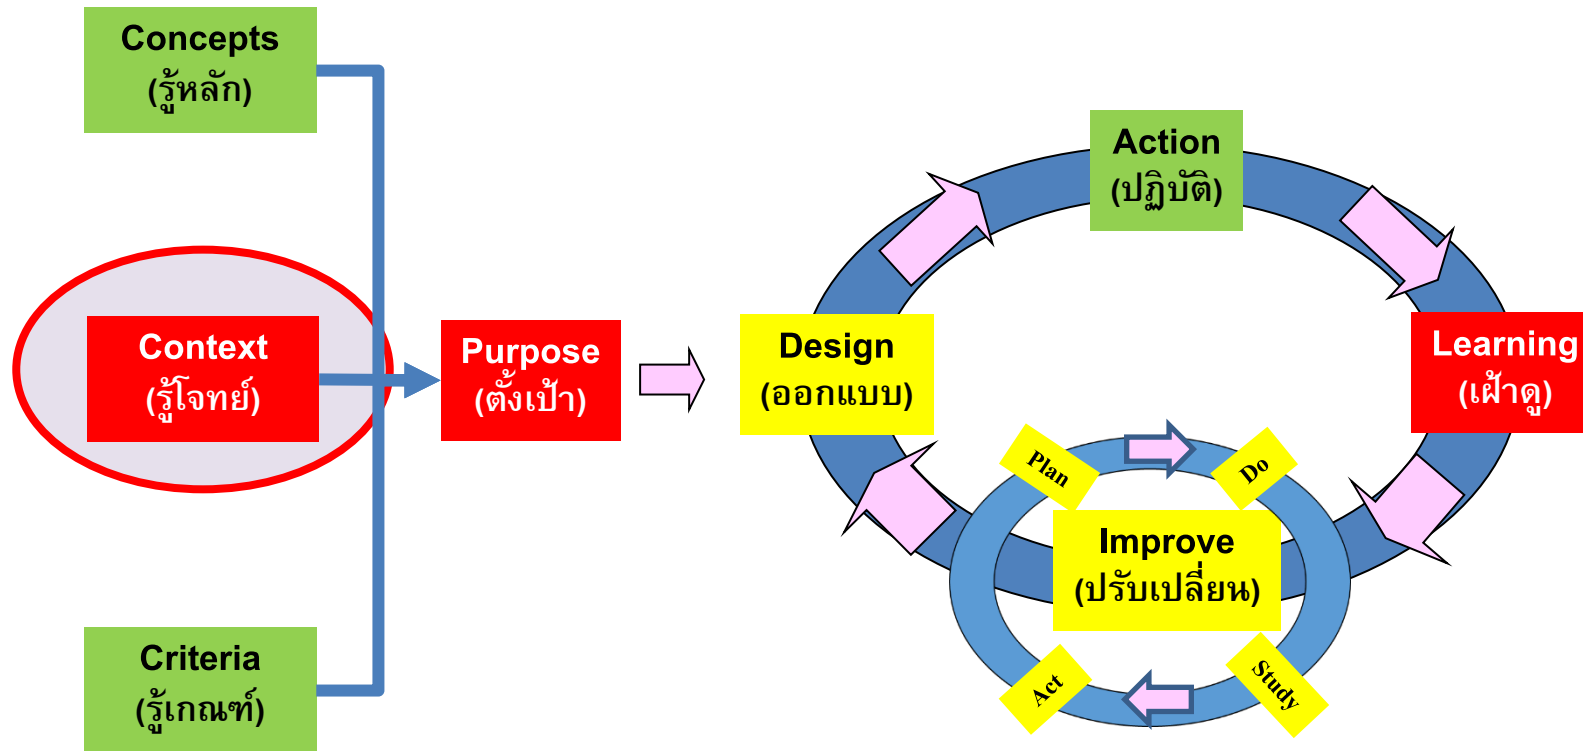 Concepts
(รู้หลัก)
Context
(รู้โจทย์)
Criteria
(รู้เกณฑ์)
Purpose
(ตั้งเป้า)
Design
(ออกแบบ)
Action
(ปฏิบัติ)
Learning
(เฝ้าดู)
Improve
(ปรับเปลี่ยน)
Plan
Do
Study
Act